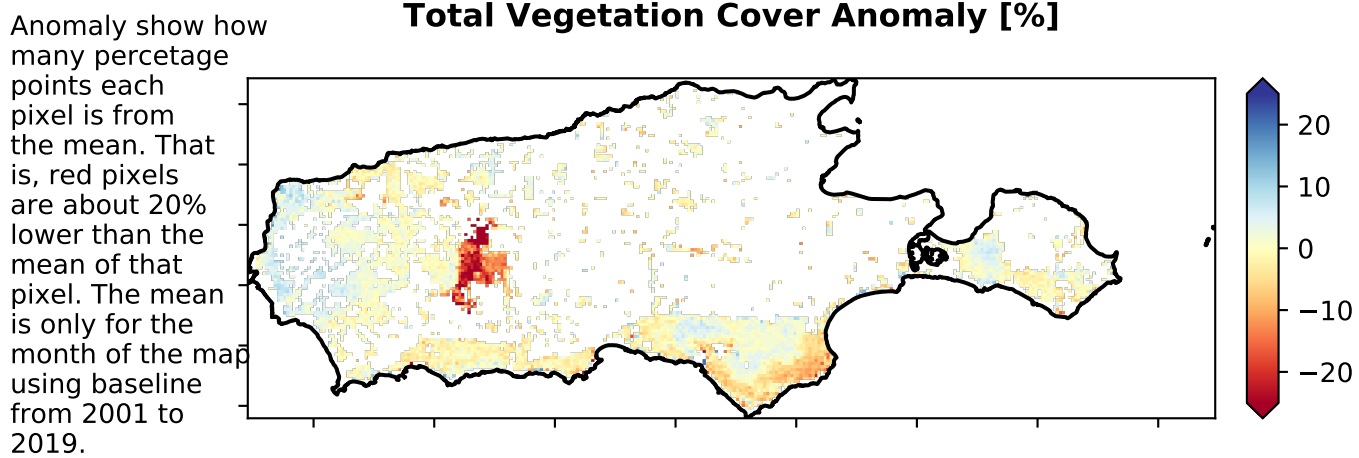 Total Vegetation Cover Anomaly [%]
Anomaly show how
many percetage
points each
pixel is from
the mean. That
is, red pixels
are about 20%
lower than the
mean of that
pixel. The mean
is only for the
month of the map
using baseline
from 2001 to
2019.
20
10
0
−10
−20